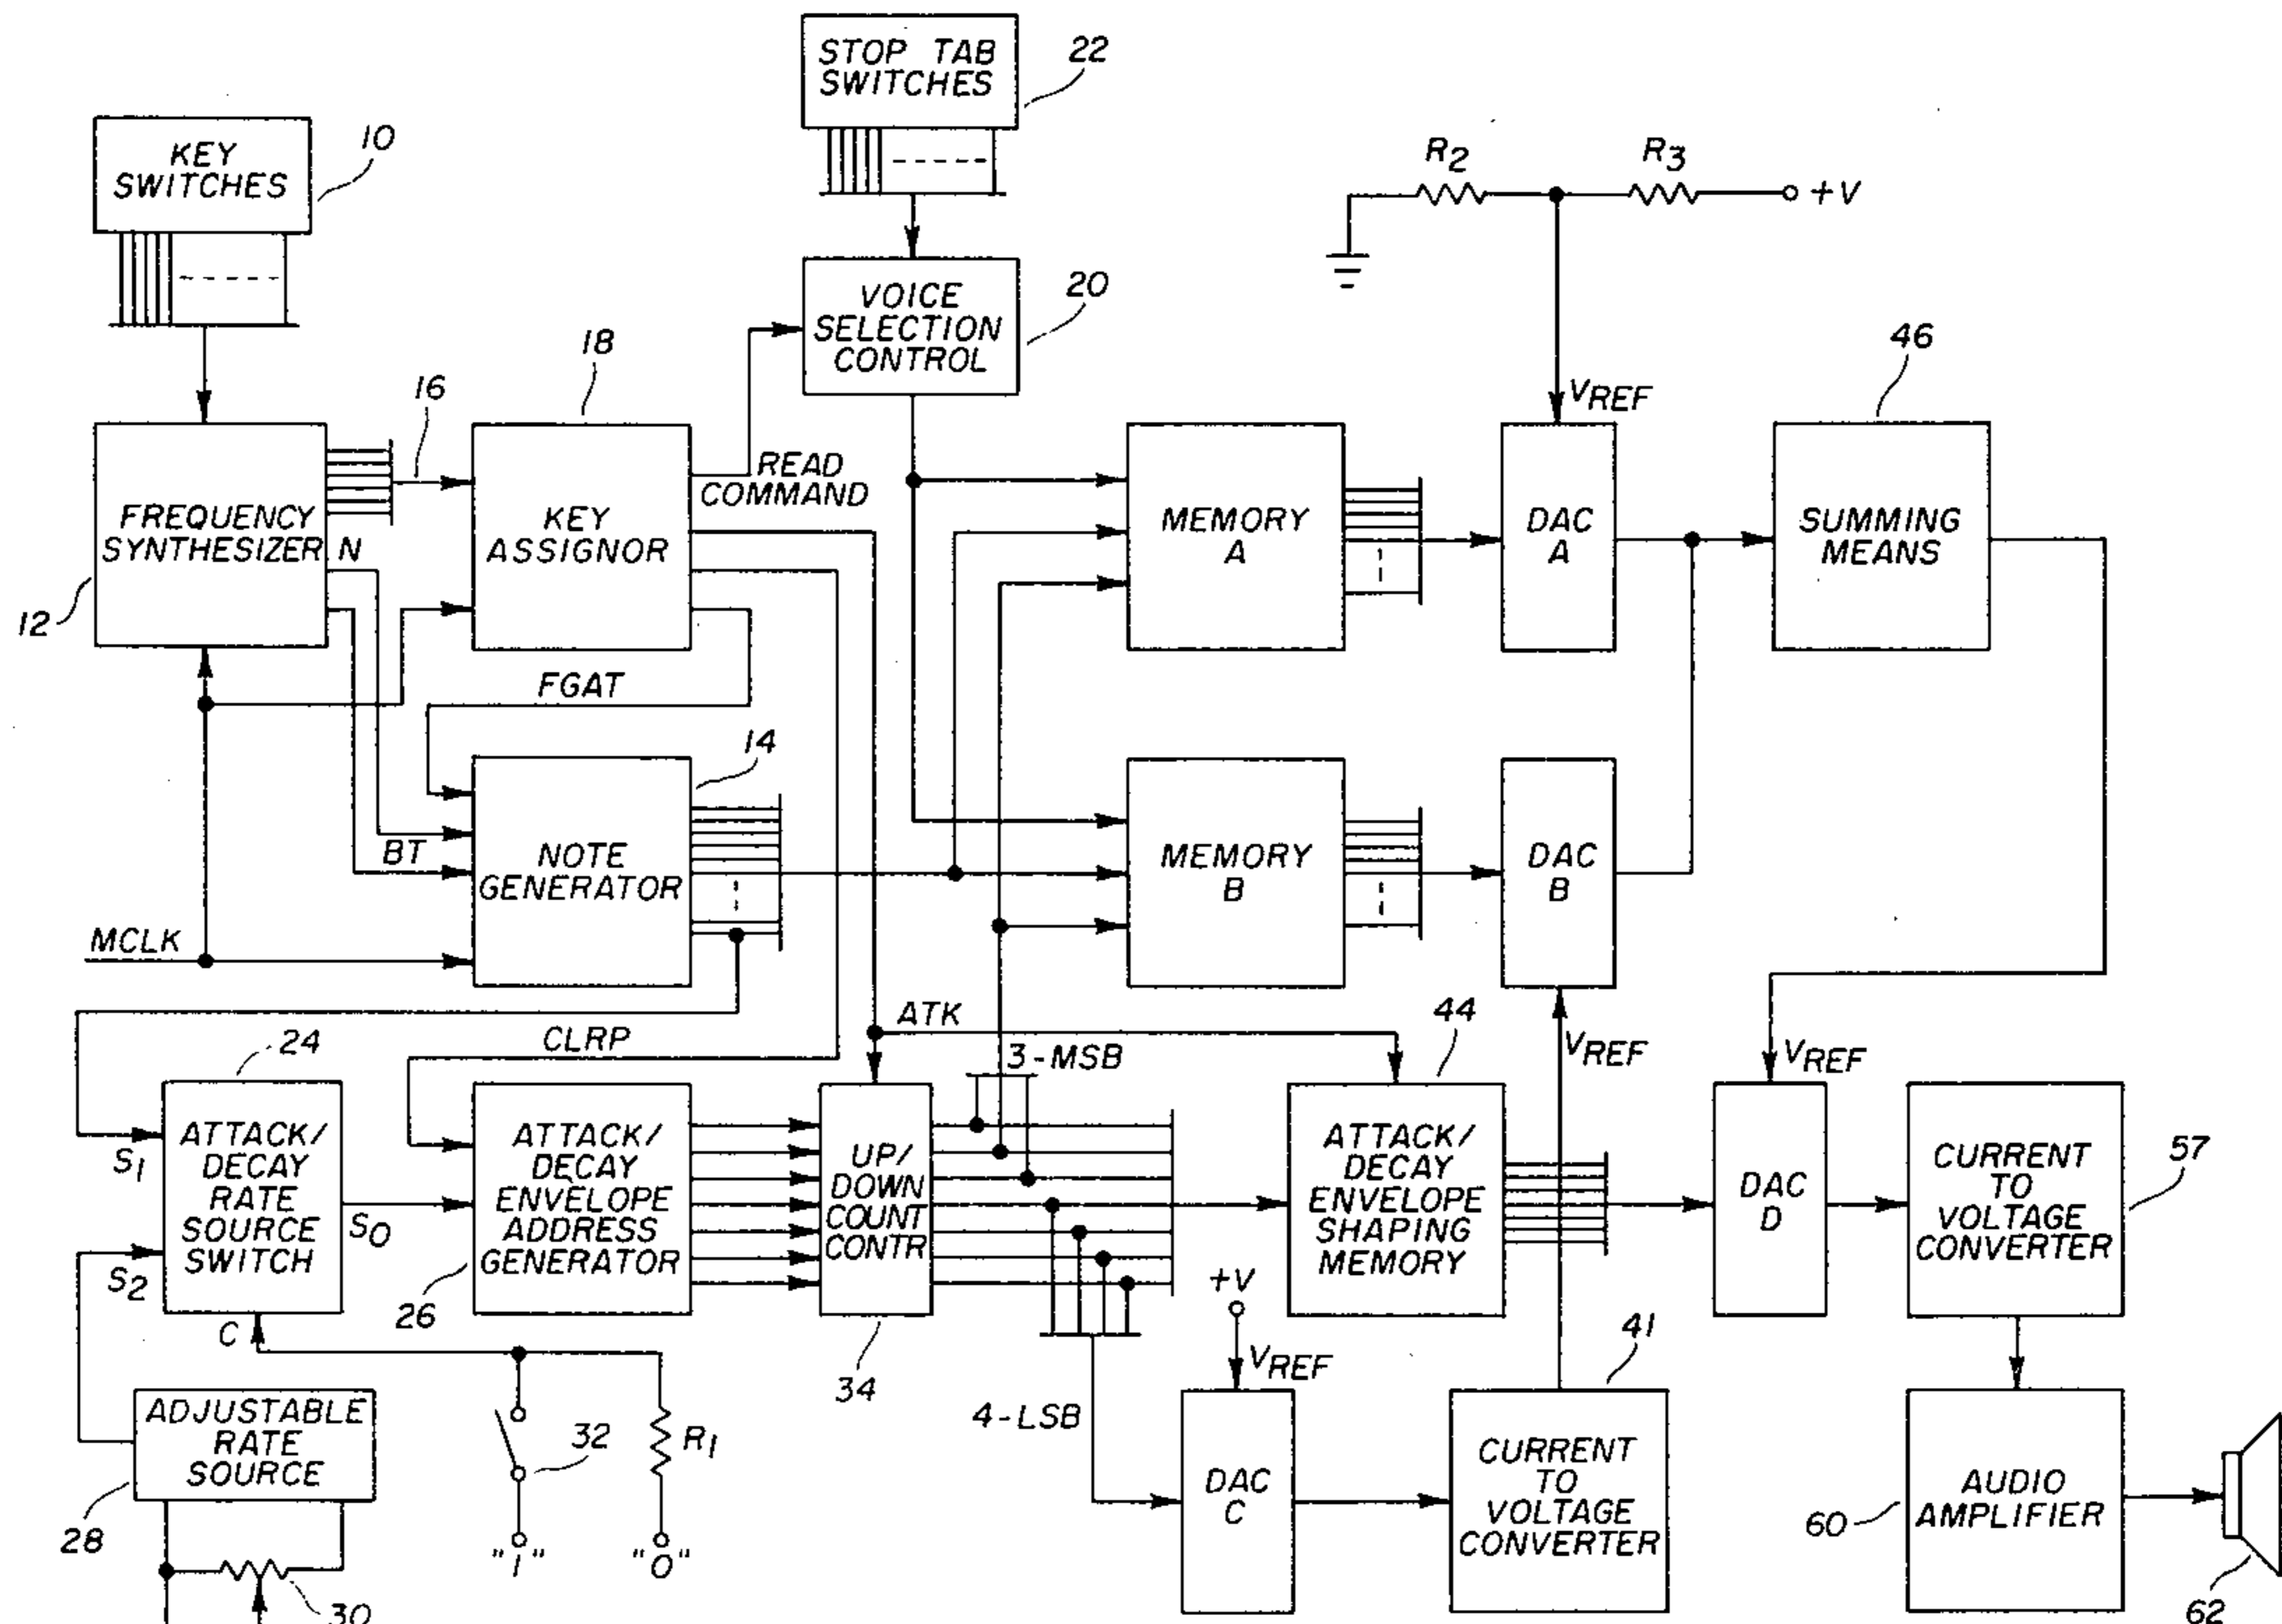 STOP TAB
SWITCHES
22
KEY
SWITCHES
10
R2
R3
+V
VOICE
SELECTION
CONTROL
20
18
16
46
VREF
FREQUENCY
SYNTHESIZER N
12
KEY
ASSIGNOR
READ
COMMAND
MEMORY
A
DAC
A
SUMMING
MEANS
FGAT
14
BT
NOTE
GENERATOR
MEMORY
B
DAC
B
MCLK
CLRP
ATK
3-MSB
44
VREF
VREF
24
S1
ATTACK/
DECAY
RATE
SOURCE
SWITCH
S0
S2
C
ATTACK/
DECAY
ENVELOPE
ADDRESS
GENERATOR
26
UP/
DOWN
COUNT
CONTR
34
ATTACK/
DECAY
ENVELOPE
SHAPING
MEMORY
DAC
D
CURRENT
TO
VOLTAGE
CONVERTER
57
+V
VREF
41
4-LSB
ADJUSTABLE
RATE
SOURCE
28
32
R1
"1"
"0"
30
DAC
C
CURRENT
TO
VOLTAGE
CONVERTER
AUDIO
AMPLIFIER
60
62